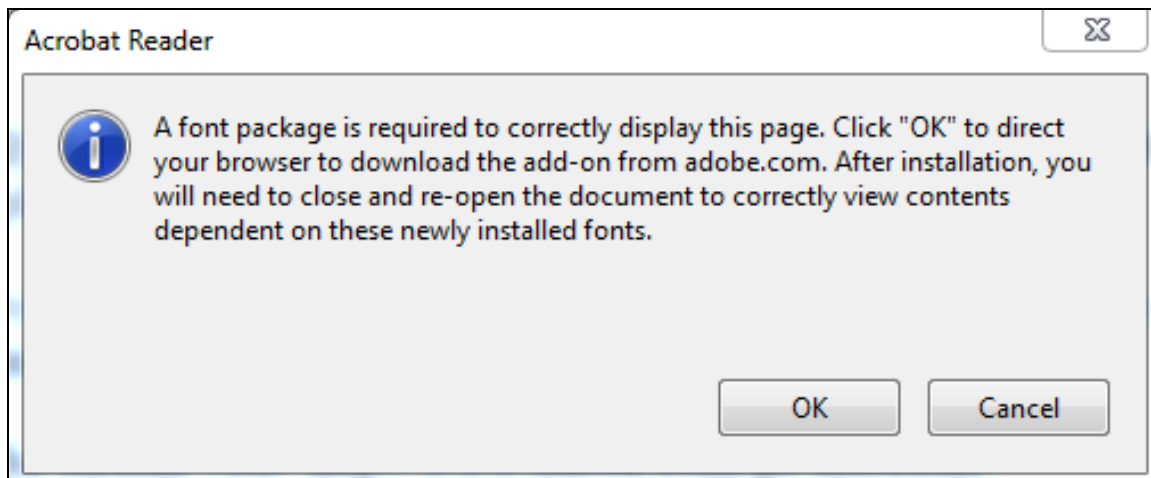 Acrobat Reader
A font package is required to correctly display this page. Click "OK" to direct
your browser to download the add-on from adobe.com. After installation, you
will need to close and re-open the document to correctly view contents
dependent on these newly installed fonts.
OK Cancel